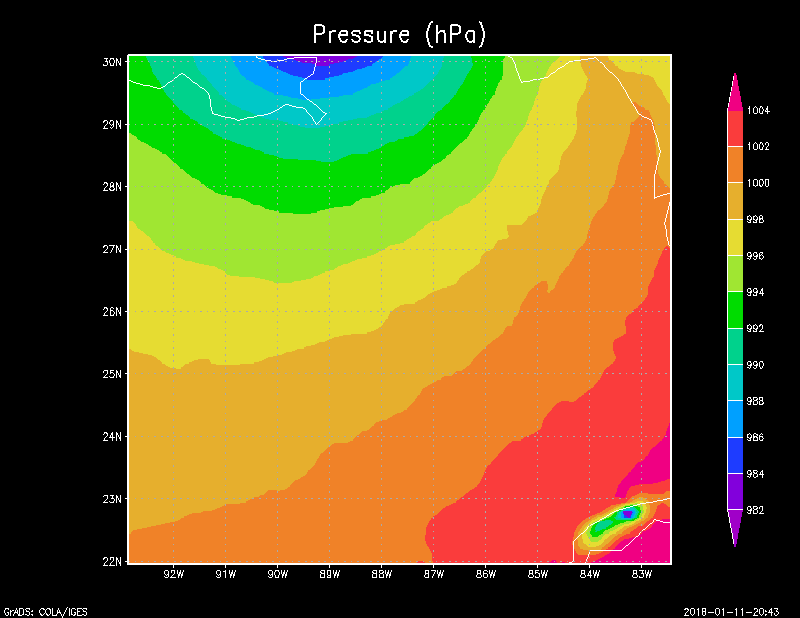 Pressure (hPa)
30N
29N
28N
27N
26N
25N
24N
23N
22N
92W 91W 90W 89W 88W 87W 86W 85W 84W 83W
1004
1002
1000
998
996
994
992
990
988
986
984
982
GrADS: COLA/IGES 2018-01-11-20:43